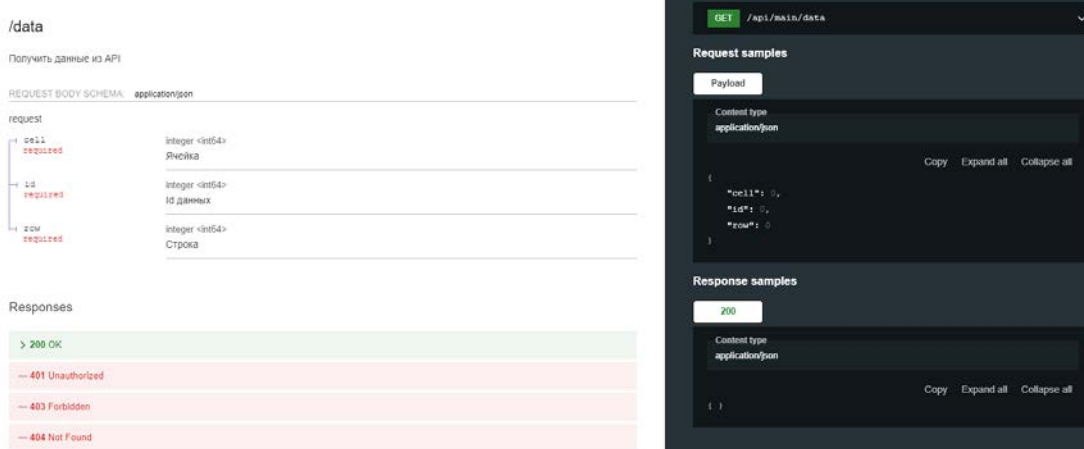 /data
Получить данные из API
REQUEST BODY SCHEMA: application/json
request
cell
required
integer <int64>
Ячейка
id
required
integer <int64>
Id данных
row
required
integer <int64>
Строка
Responses
> 200 OK
— 401 Unauthorized
— 403 Forbidden
— 404 Not Found
GET /api/main/data
Request samples
Payload
Content type
application/json
Copy Expand all Collapse all
{
"cell": 0,
"id": 0,
"row": 0
}
Response samples
200
Content type
application/json
Copy Expand all Collapse all
{ }